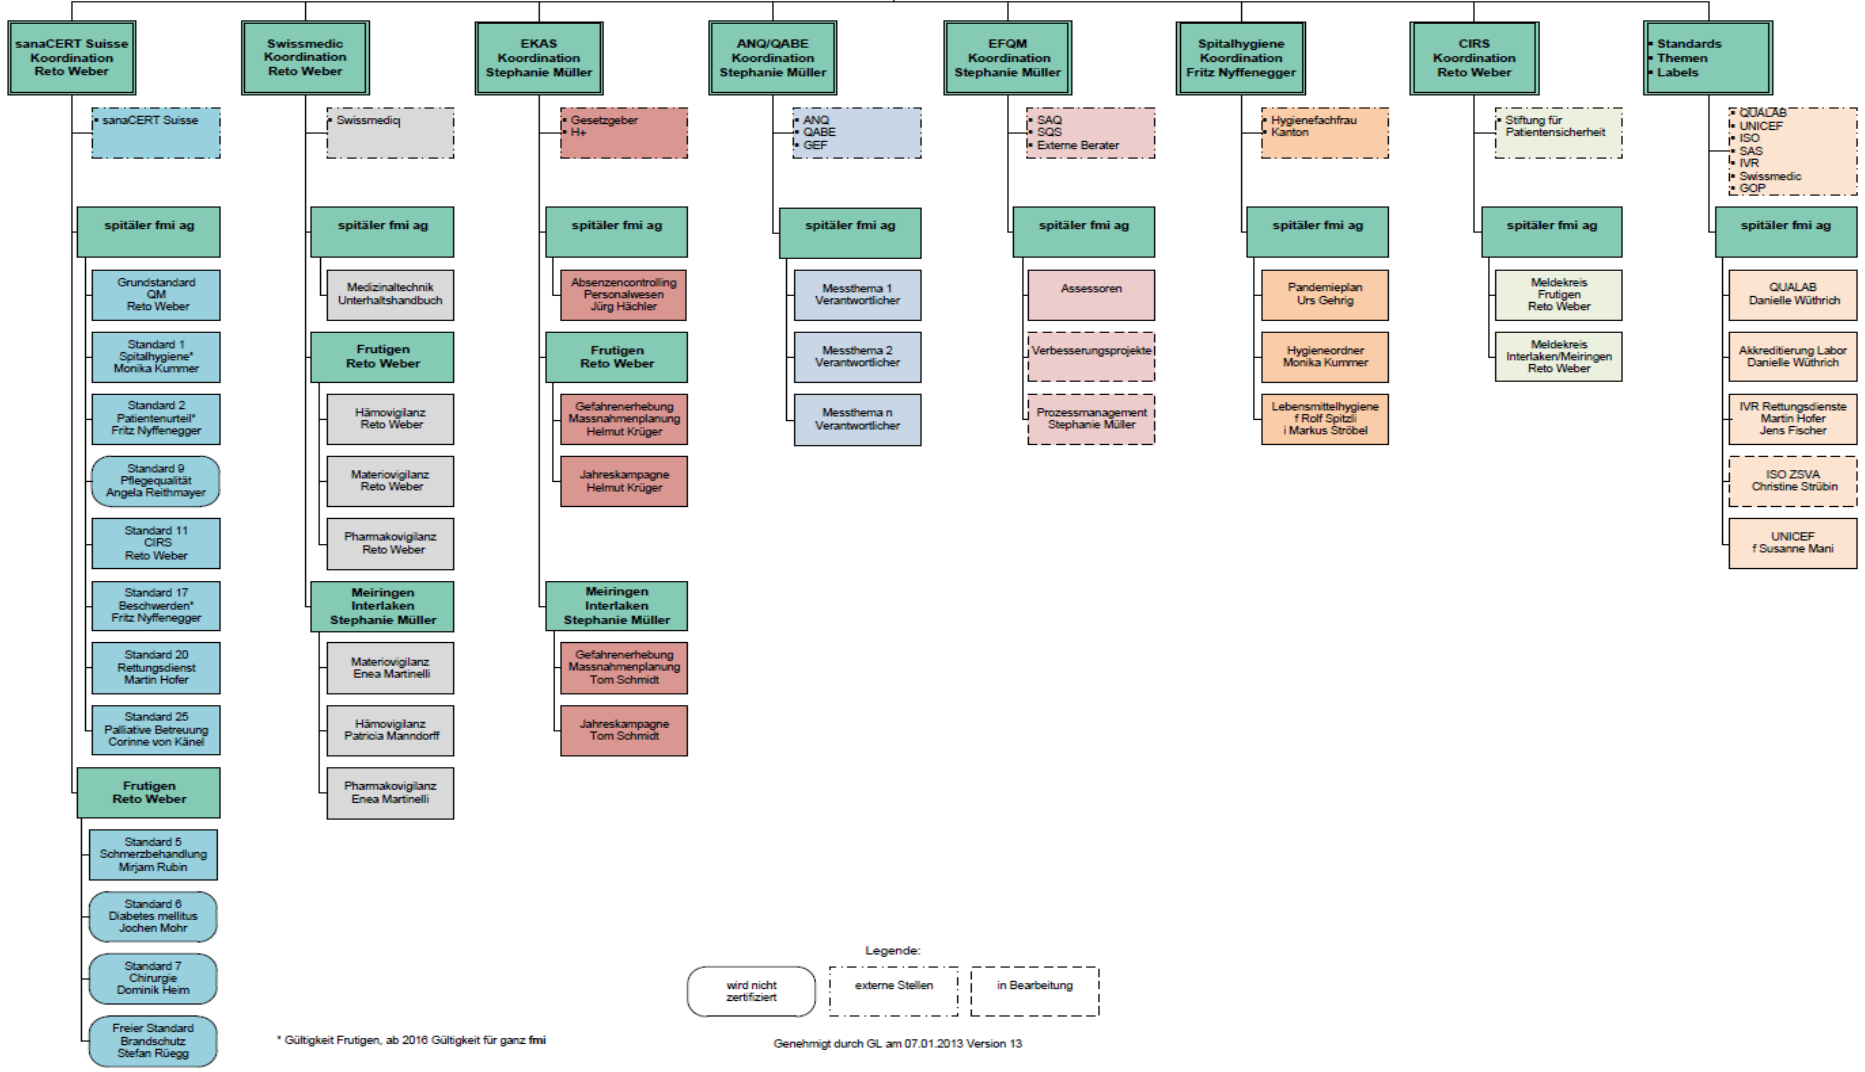 sanaCERT Suisse
Koordination
Reto Weber
▪ sanaCERT Suisse
spitäler fmi ag
Grundstandard
QM
Reto Weber
Standard 1
Spitalhygiene*
Monika Kummer
Standard 2
Patientenurteil*
Fritz Nyffenegger
Standard 9
Pflegequalität
Angela Reithmayer
Standard 11
CIRS
Reto Weber
Standard 17
Beschwerden*
Fritz Nyffenegger
Standard 20
Rettungsdienst
Martin Hofer
Standard 25
Palliative Betreuung
Corinne von Känel
Frutigen
Reto Weber
Standard 5
Schmerzbehandlung
Mirjam Rubin
Standard 6
Diabetes mellitus
Jochen Mohr
Standard 7
Chirurgie
Dominik Heim
Freier Standard
Brandschutz
Stefan Rüegg
Swissmedic
Koordination
Reto Weber
▪ Swissmedic
spitäler fmi ag
Medizinaltechnik
Unterhaltshandbuch
Frutigen
Reto Weber
Hämovigilanz
Reto Weber
Materiovigilanz
Reto Weber
Pharmakovigilanz
Reto Weber
Meiringen
Interlaken
Stephanie Müller
Materiovigilanz
Enea Martinelli
Hämovigilanz
Patricia Manndorff
Pharmakovigilanz
Enea Martinelli
EKAS
Koordination
Stephanie Müller
▪ Gesetzgeber
▪ H+
spitäler fmi ag
Absenzencontrolling
Personalwesen
Jürg Hächler
Frutigen
Reto Weber
Gefahrenerhebung
Massnahmenplanung
Helmut Krüger
Jahreskampagne
Helmut Krüger
Meiringen
Interlaken
Stephanie Müller
Gefahrenerhebung
Massnahmenplanung
Tom Schmidt
Jahreskampagne
Tom Schmidt
ANQ/QABE
Koordination
Stephanie Müller
▪ ANQ
▪ QABE
▪ GEF
spitäler fmi ag
Messthema 1
Verantwortlicher
Messthema 2
Verantwortlicher
Messthema n
Verantwortlicher
EFQM
Koordination
Stephanie Müller
▪ SAQ
▪ SQS
▪ Externe Berater
spitäler fmi ag
Assessoren
Verbesserungsprojekte
Prozessmanagement
Stephanie Müller
Spitalhygiene
Koordination
Fritz Nyffenegger
▪ Hygienefachfrau
▪ Kanton
spitäler fmi ag
Pandemieplan
Urs Gehrig
Hygieneordner
Monika Kummer
Lebensmittelhygiene
f Rolf Spitzli
i Markus Ströbel
CIRS
Koordination
Reto Weber
▪ Stiftung für
Patientensicherheit
spitäler fmi ag
Meldekreis
Frutigen
Reto Weber
Meldekreis
Interlaken/Meiringen
Reto Weber
▪ Standards
▪ Themen
▪ Labels
▪ QUALAB
▪ UNICEF
▪ ISO
▪ SAS
▪ IVR
▪ Swissmedic
▪ GOP
spitäler fmi ag
QUALAB
Danielle Wüthrich
Akkreditierung Labor
Danielle Wüthrich
IVR Rettungsdienste
Martin Hofer
Jens Fischer
ISO ZSVA
Christine Strübin
UNICEF
f Susanne Mani
Legende:
wird nicht
zertifiziert
externe Stellen
in Bearbeitung
* Gültigkeit Frutigen, ab 2016 Gültigkeit für ganz fmi
Genehmigt durch GL am 07.01.2013 Version 13